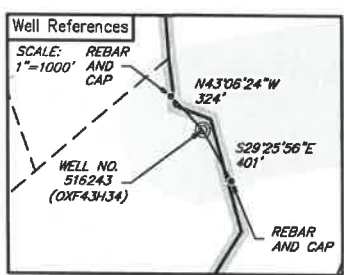 Well References
SCALE:
1"=1000'
REBAR
AND
CAP
N43°06'24"W
324'
S29°25'56"E
401'
WELL NO.
516243
(OXF43H34)
REBAR
AND CAP